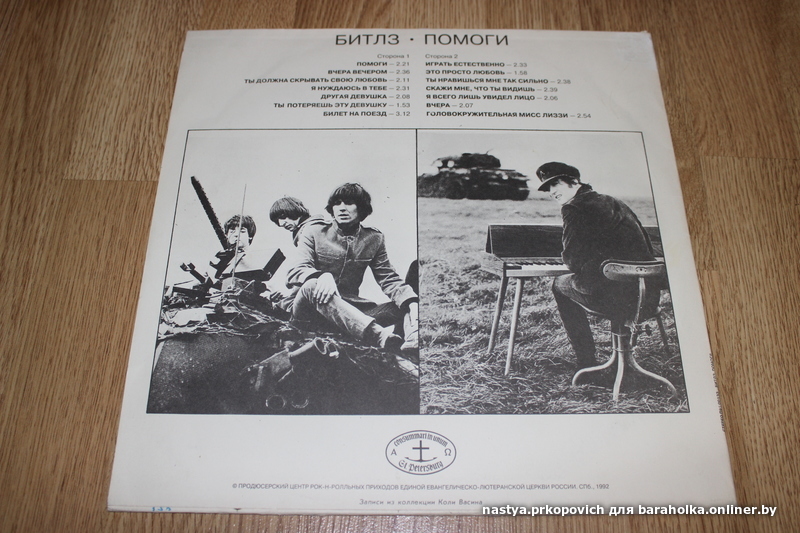 БИТЛЗ · ПОМОГИ
Сторона 1
ПОМОГИ — 2.21
ВЧЕРА ВЕЧЕРОМ — 2.36
ТЫ ДОЛЖНА СКРЫВАТЬ СВОЮ ЛЮБОВЬ — 2.11
Я НУЖДАЮСЬ В ТЕБЕ — 2.31
ДРУГАЯ ДЕВУШКА — 2.08
ТЫ ПОТЕРЯЕШЬ ЭТУ ДЕВУШКУ — 1.53
БИЛЕТ НА ПОЕЗД — 3.12
Сторона 2
ИГРАТЬ ЕСТЕСТВЕННО — 2.33
ЭТО ПРОСТО ЛЮБОВЬ — 1.58
ТЫ НРАВИШЬСЯ МНЕ ТАК СИЛЬНО — 2.38
СКАЖИ МНЕ, ЧТО ТЫ ВИДИШЬ — 2.39
Я ВСЕГО ЛИШЬ УВИДЕЛ ЛИЦО — 2.06
ВЧЕРА — 2.07
ГОЛОВОКРУЖИТЕЛЬНАЯ МИСС ЛИЗЗИ — 2.54
consummati in unum
Α Ω
St. Petersburg
© ПРОДЮСЕРСКИЙ ЦЕНТР РОК-Н-РОЛЛЬНЫХ ПРИХОДОВ ЕДИНОЙ ЕВАНГЕЛИЧЕСКО-ЛЮТЕРАНСКОЙ ЦЕРКВИ РОССИИ, СПб., 1992
Записи из коллекции Коли Васина
nastya.prkopovich для baraholka.onliner.by